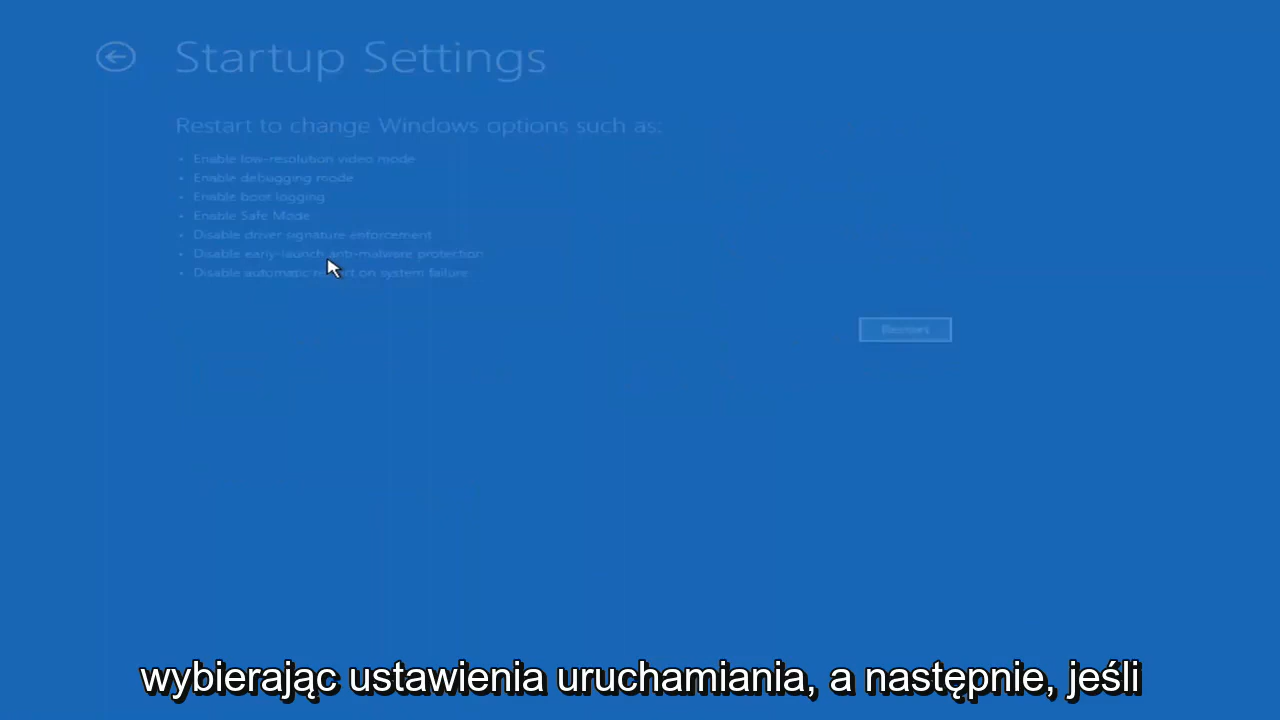 Startup Settings
Restart to change Windows options such as:
• Enable low-resolution video mode
• Enable debugging mode
• Enable boot logging
• Enable Safe Mode
• Disable driver signature enforcement
• Disable early-launch anti-malware protection
• Disable automatic restart on system failure
Restart
wybierając ustawienia uruchamiania, a następnie, jeśli